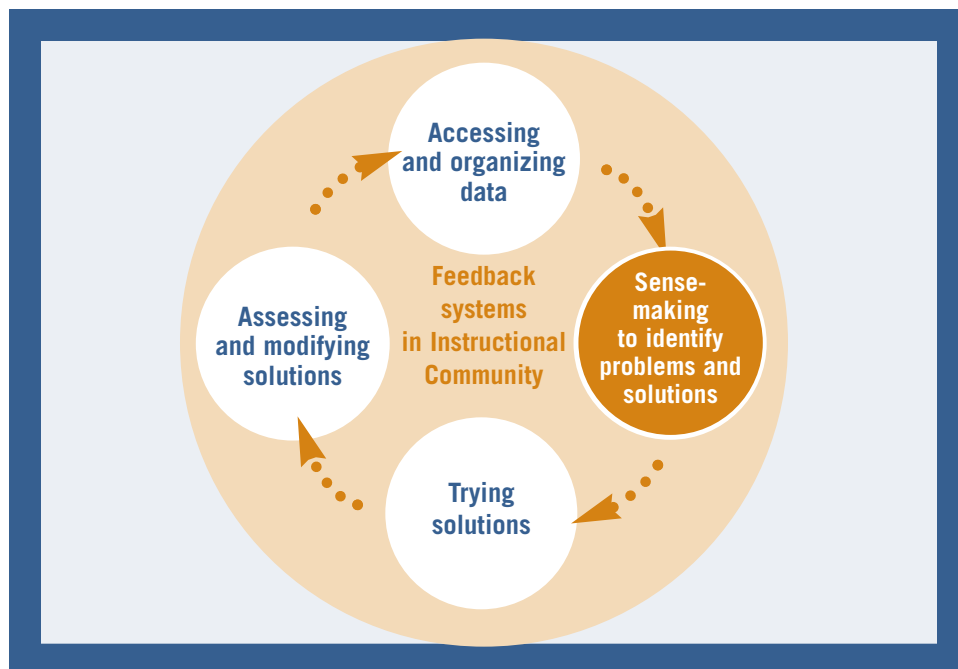 Accessing
and organizing
data
Sense-
making
to identify
problems and
solutions
Feedback
systems
in Instructional
Community
Assessing
and modifying
solutions
Trying
solutions